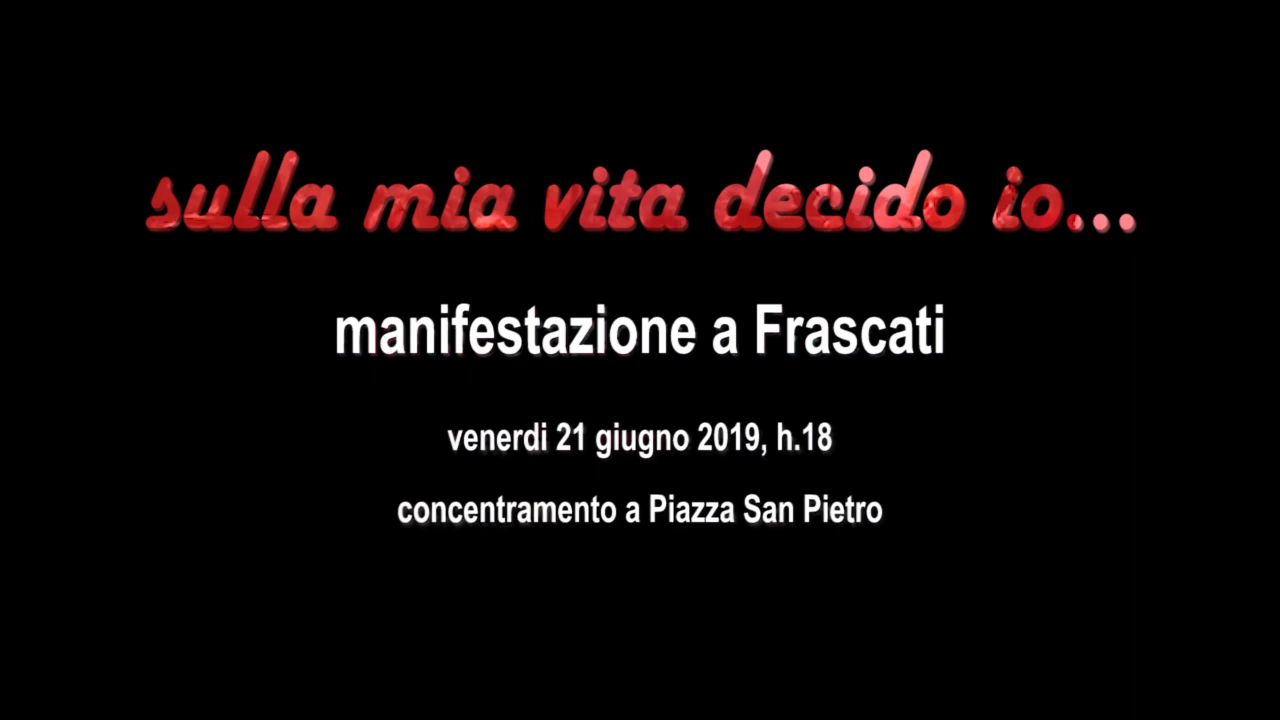 sulla mia vita decido io...
manifestazione a Frascati
venerdi 21 giugno 2019, h.18
concentramento a Piazza San Pietro